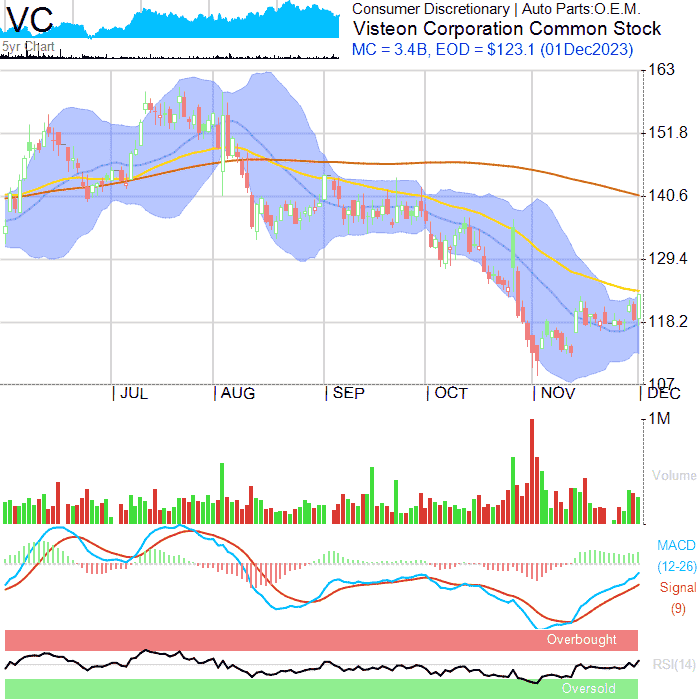 VC
5yr Chart
Consumer Discretionary | Auto Parts:O.E.M.
Visteon Corporation Common Stock
MC = 3.4B, EOD = $123.1 (01Dec2023)
163
151.8
140.6
129.4
118.2
107
JUL AUG SEP OCT NOV DEC
1M
Volume
MACD
(12-26)
Signal
(9)
Overbought
RSI(14)
Oversold